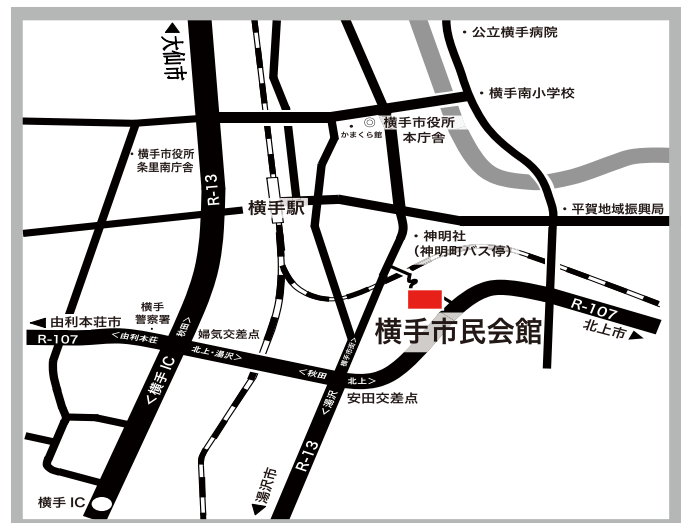 ・公立横手病院
大仙市
・横手南小学校
横手市役所
本庁舎
かまくら館
・横手市役所
条里南庁舎
R-13
横手駅
・平賀地域振興局
・神明社
（神明町バス停）
由利本荘市
R-107
横手
警察署
＜由利本荘
秋田＞
婦気交差点
北上・湯沢＞
＜横手IC
横手市街＞
横手市民会館
R-107
北上市
＜秋田
北上＞
＜湯沢
安田交差点
R-13
湯沢市
横手IC